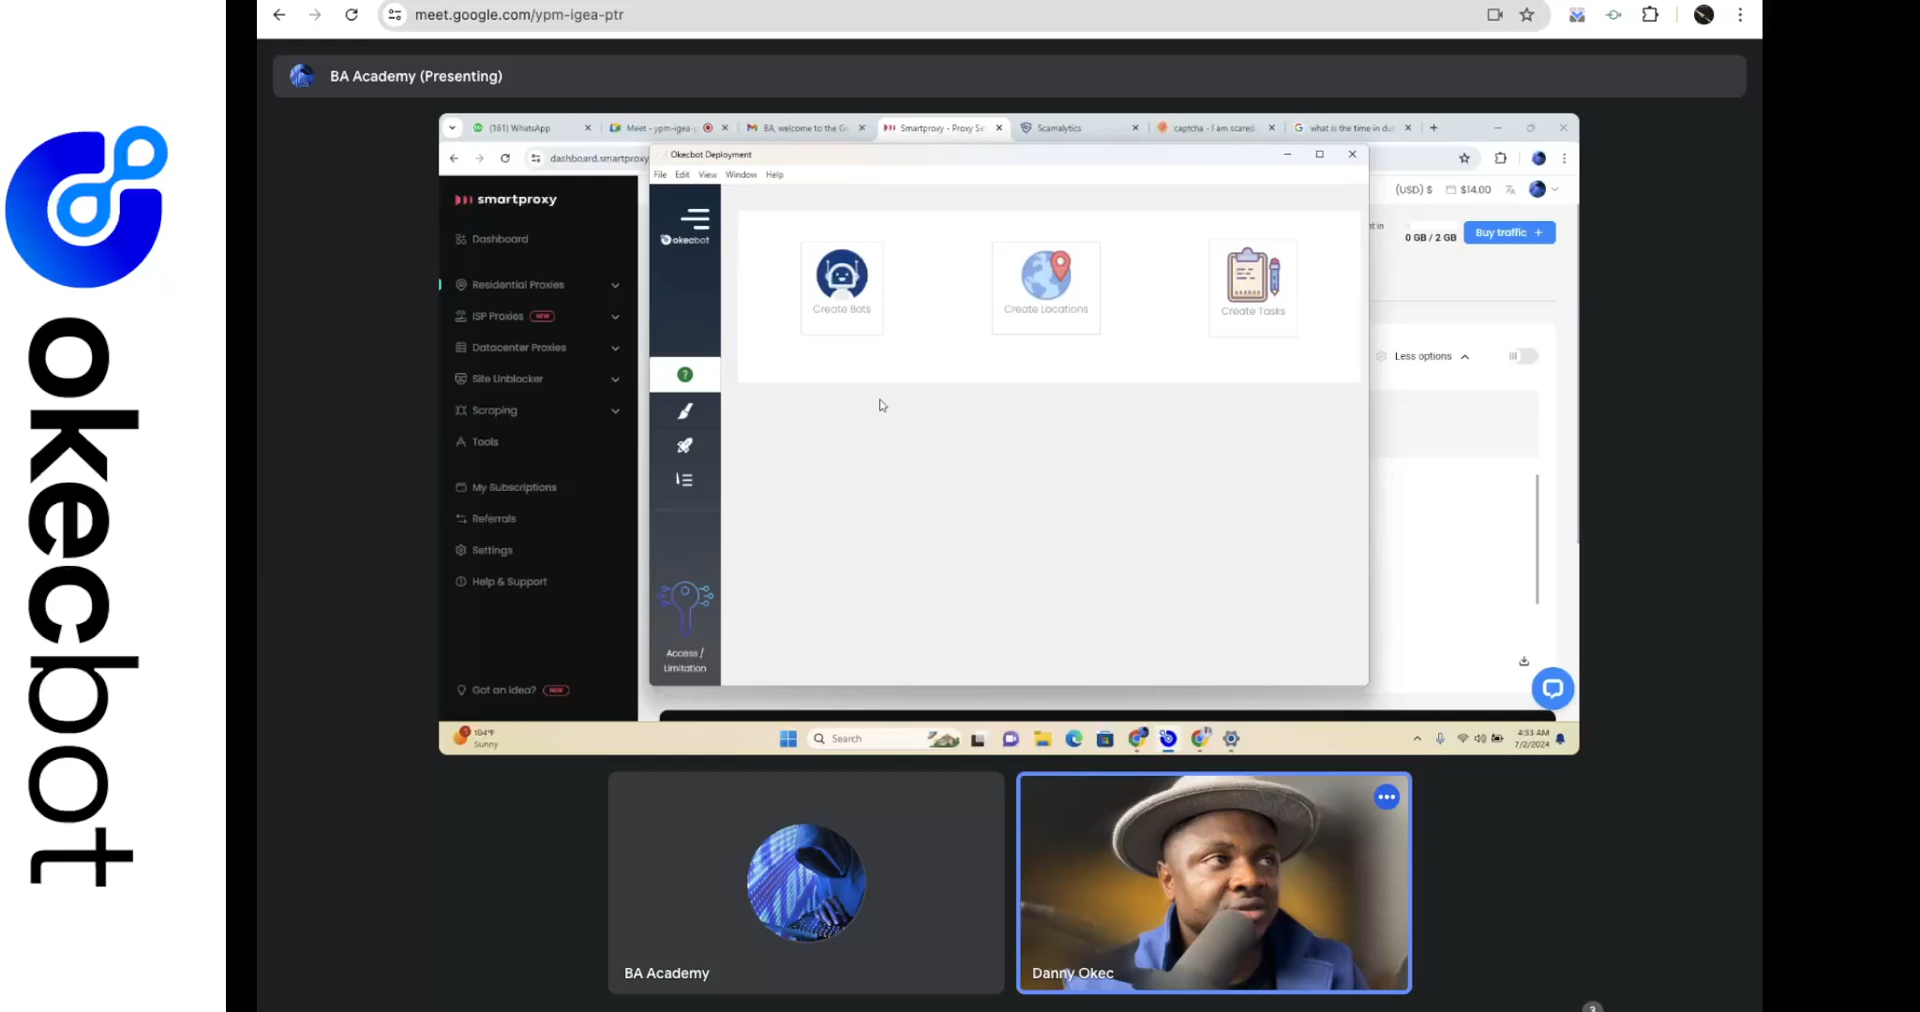 okecbot
meet.google.com/ypm-igea-ptr
BA Academy (Presenting)
(161) WhatsApp
Meet - ypm-igea-
BA, welcome to the Go
Smartproxy - Proxy Se
Scamalytics
captcha - I am scared.
what is the time in du
dashboard.smartproxy
Okecbot Deployment
File Edit View Window Help
smartproxy
Dashboard
Residential Proxies
ISP Proxies NEW
Datacenter Proxies
Site Unblocker
Scraping
Tools
My Subscriptions
Referrals
Settings
Help & Support
Got an idea? NEW
okecbot
Access /
Limitation
Create Bots
Create Locations
Create Tasks
(USD) $ $14.00
nt in
0 GB / 2 GB
Buy traffic +
Less options
104°F
Sunny
Search
4:33 AM
7/2/2024
BA Academy
Danny Okec